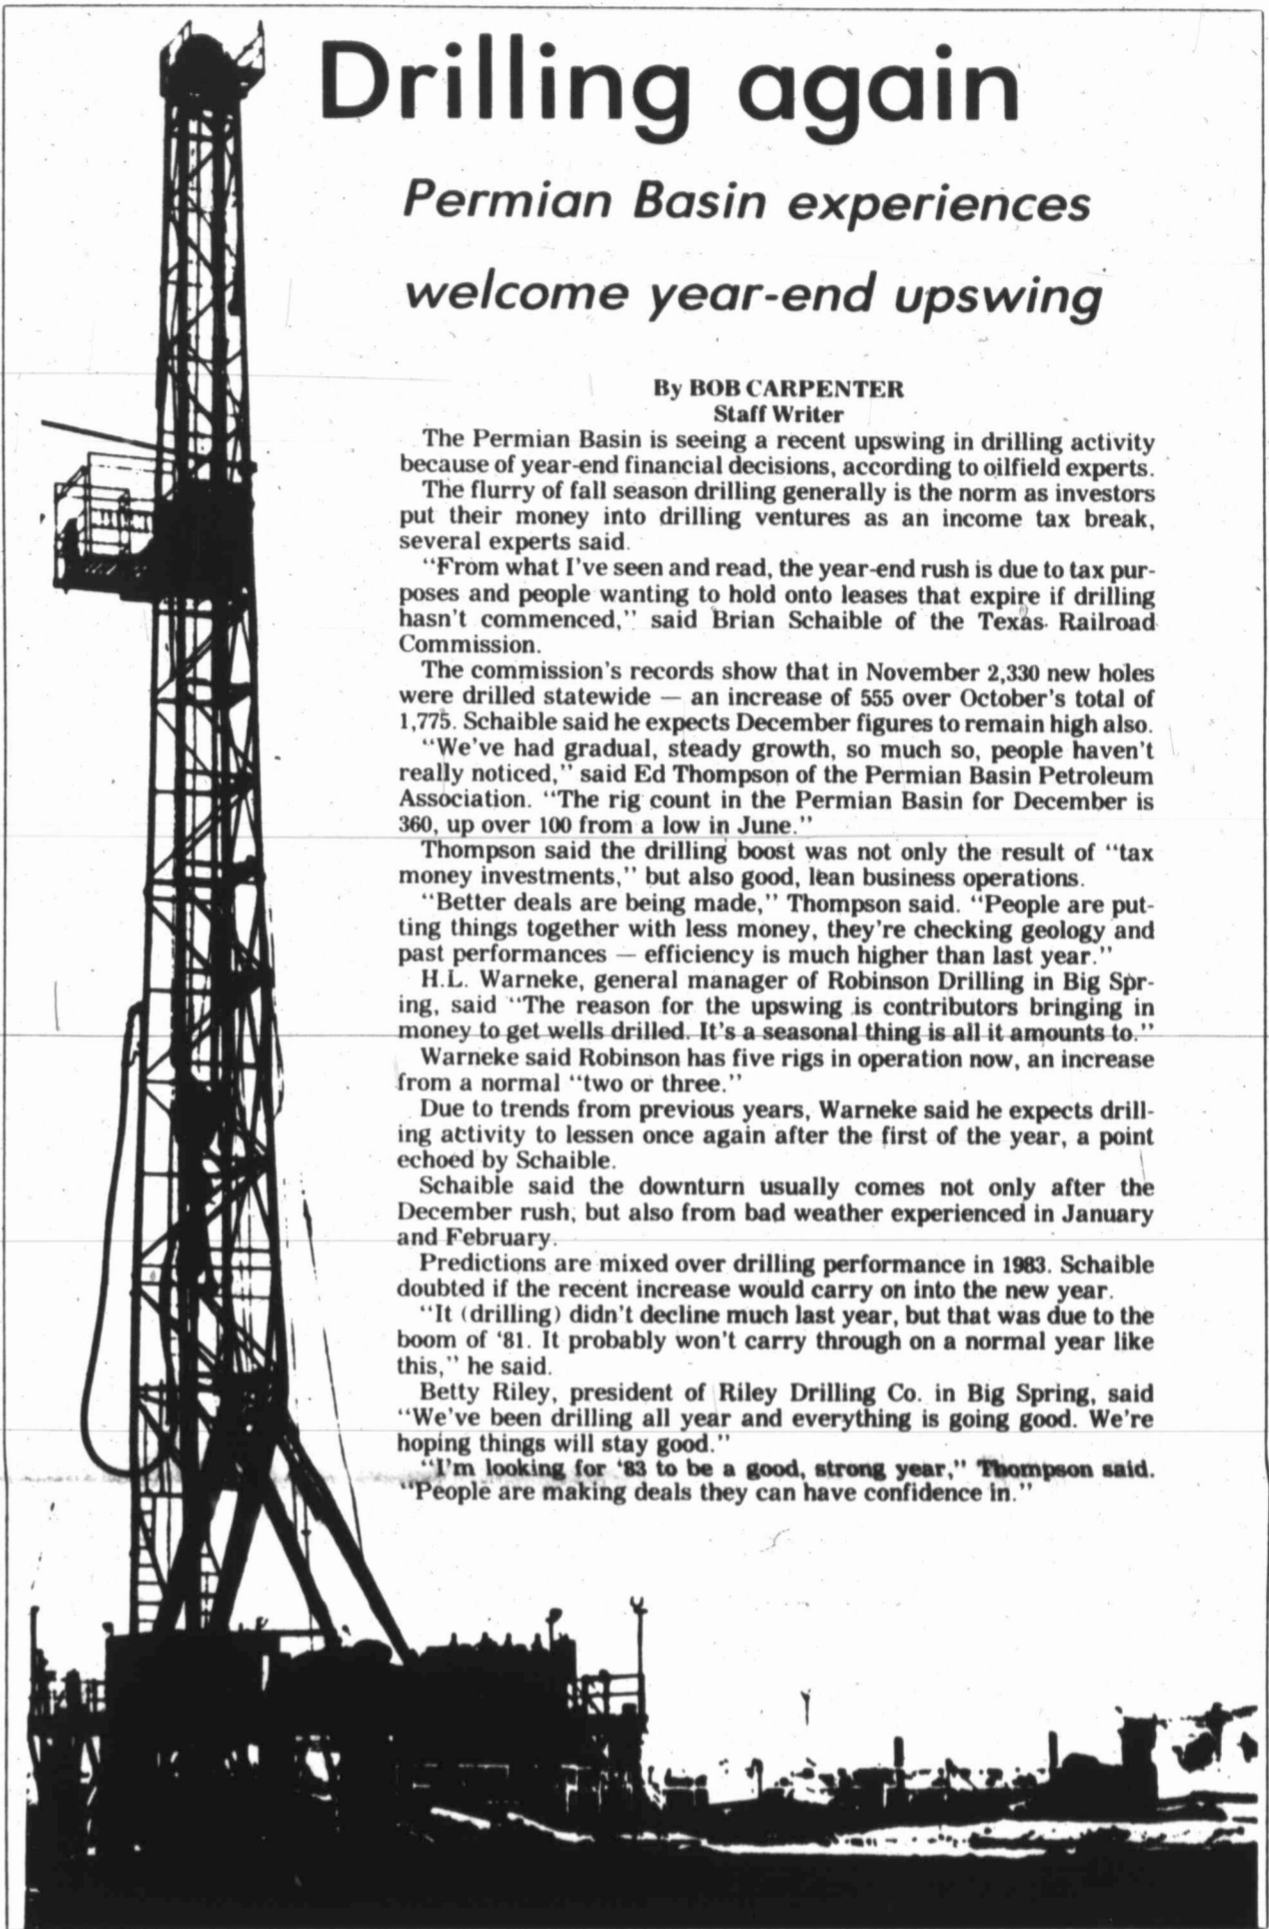 Drilling again
Permian Basin experiences
welcome year-end upswing
By BOB CARPENTER
Staff Writer
The Permian Basin is seeing a recent upswing in drilling activity
because of year-end financial decisions, according to oilfield experts.
The flurry of fall season drilling generally is the norm as investors
put their money into drilling ventures as an income tax break,
several experts said.
“From what I've seen and read, the year-end rush is due to tax pur-
poses and people wanting to hold onto leases that expire if drilling
hasn't commenced,” said Brian Schaible of the Texas Railroad
Commission.
The commission's records show that in November 2,330 new holes
were drilled statewide — an increase of 555 over October's total of
1,775. Schaible said he expects December figures to remain high also.
“We've had gradual, steady growth, so much so, people haven't
really noticed,” said Ed Thompson of the Permian Basin Petroleum
Association. “The rig count in the Permian Basin for December is
360, up over 100 from a low in June.”
Thompson said the drilling boost was not only the result of “tax
money investments,” but also good, lean business operations.
“Better deals are being made,” Thompson said. “People are put-
ting things together with less money, they're checking geology and
past performances — efficiency is much higher than last year.”
H.L. Warneke, general manager of Robinson Drilling in Big Spr-
ing, said “The reason for the upswing is contributors bringing in
money to get wells drilled. It's a seasonal thing is all it amounts to.”
Warneke said Robinson has five rigs in operation now, an increase
from a normal “two or three.”
Due to trends from previous years, Warneke said he expects drill-
ing activity to lessen once again after the first of the year, a point
echoed by Schaible.
Schaible said the downturn usually comes not only after the
December rush, but also from bad weather experienced in January
and February.
Predictions are mixed over drilling performance in 1983. Schaible
doubted if the recent increase would carry on into the new year.
“It (drilling) didn't decline much last year, but that was due to the
boom of ‘81. It probably won't carry through on a normal year like
this,” he said.
Betty Riley, president of Riley Drilling Co. in Big Spring, said
“We've been drilling all year and everything is going good. We're
hoping things will stay good.”
“I'm looking for ‘83 to be a good, strong year,” Thompson said.
“People are making deals they can have confidence in.”